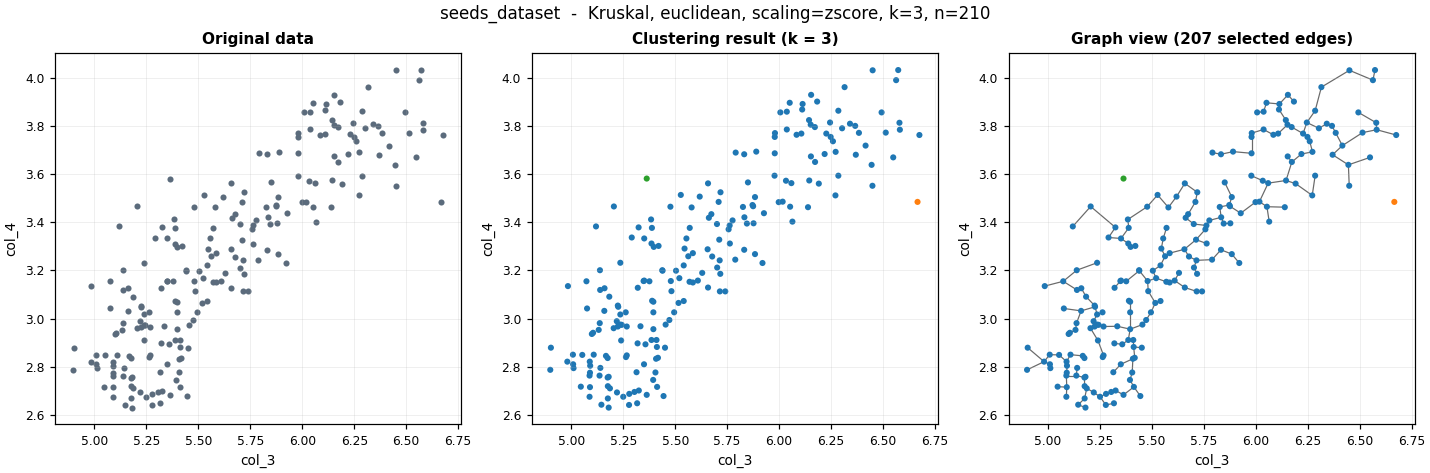 seeds_dataset - Kruskal, euclidean, scaling=zscore, k=3, n=210
Original data
Clustering result (k = 3)
Graph view (207 selected edges)
col_4
4.0
3.8
3.6
3.4
3.2
3.0
2.8
2.6
5.00 5.25 5.50 5.75 6.00 6.25 6.50 6.75
col_3
col_4
4.0
3.8
3.6
3.4
3.2
3.0
2.8
2.6
5.00 5.25 5.50 5.75 6.00 6.25 6.50 6.75
col_3
col_4
4.0
3.8
3.6
3.4
3.2
3.0
2.8
2.6
5.00 5.25 5.50 5.75 6.00 6.25 6.50 6.75
col_3